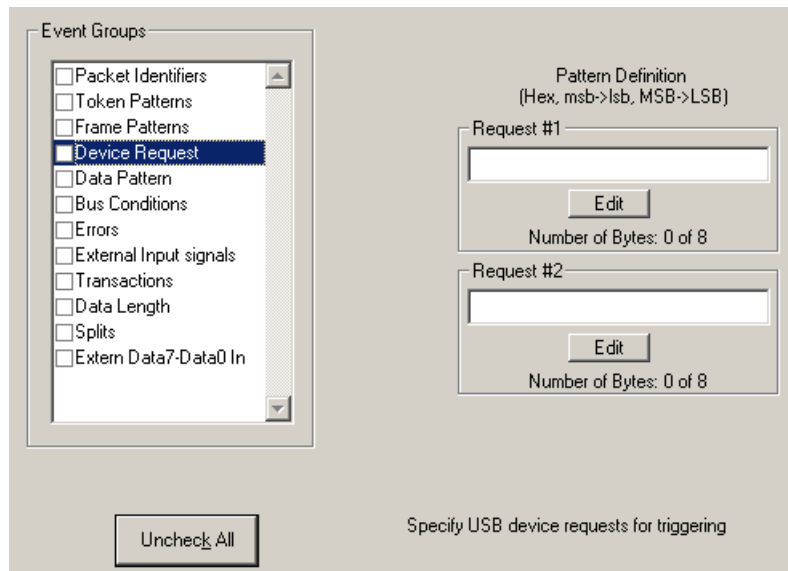 Event Groups
Packet Identifiers
Token Patterns
Frame Patterns
Device Request
Data Pattern
Bus Conditions
Errors
External Input signals
Transactions
Data Length
Splits
Extern Data7-Data0 In
Uncheck All
Pattern Definition
(Hex, msb->lsb, MSB->LSB)
Request #1
Edit
Number of Bytes: 0 of 8
Request #2
Edit
Number of Bytes: 0 of 8
Specify USB device requests for triggering